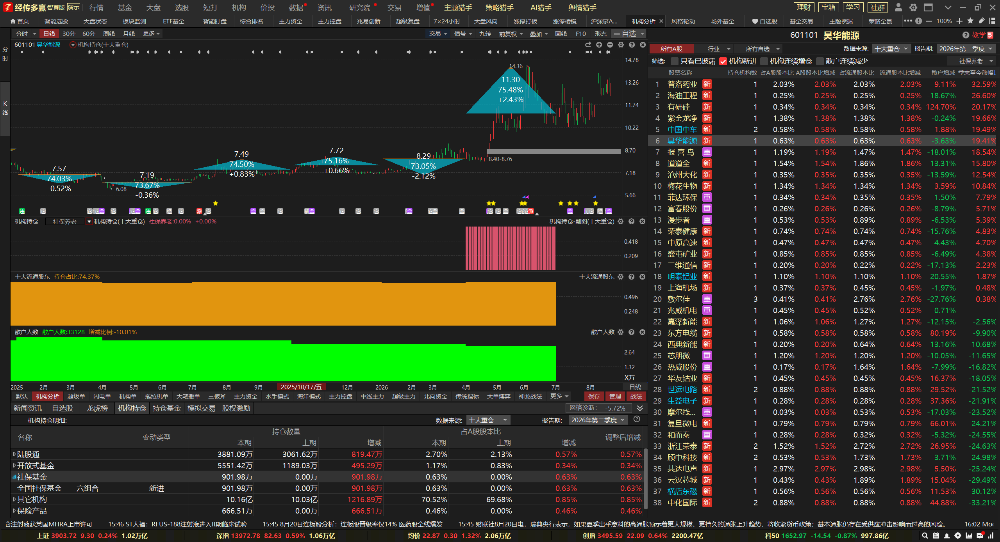 经传多赢 智尊版 演示 行情 基金 大盘 选股 短打 机构 价投 数据 资讯 研究院 交易 增值 主题猎手 策略猎手 AI猎手 舆情猎手 理财 宝箱 学习 社群
首页 智能选股 大盘状态 板块监测 ETF基金 智能盯盘 综合排名 主力资金 主力控盘 兆易创新 超级复盘 7×24小时 大盘风向 涨停打板 涨停棱镜 沪深京A... 机构分析 风格轮动 场外基金 自选股 基金交易 主题挖掘 策略全景 100%
分时 日线 30分 60分 周线 月线 更多 交易 信号 九转 前复权 叠加 画线 F10 形态 自选
601101 昊华能源 机构持仓(十大重仓)
分时
K线
14.78
13.26
11.74
10.22
8.70
7.18
5.66
14.36
11.30
75.48%
+2.43%
7.57
74.03%
-0.52%
7.19
73.67%
-0.36%
6.08
7.49
74.50%
+0.83%
7.72
75.16%
+0.66%
8.29
73.05%
-2.12%
8.40-8.76
机构持仓 社保养老 机构持仓(十大重仓) 社保养老:0.00% +0.00% 机构持仓-副图(十大重仓)
0.418
0.209
十大流通股东 持仓占比:74.37% 十大流通股东
0.496
0.248
散户人数 散户人数:33128 增减比例:-10.01% 散户人数
2.64
1.32
X万
2025 2月 3月 4月 5月 6月 7月 8月 9月 2025/10/17/五 12月 2026 2月 3月 4月 5月 6月 7月 8月 日线
默认 机构分析 超级单 闪电单 机构单 拖拉机单 大笔撤单 三板斧 主力资金 水手模式 海洋模式 主力控盘 中线主力 超级主力 北向资金 传统指标 大单博弈 神龙战法 更多 保存 管理 战法
新闻资讯 自选股 龙虎榜 机构持仓 持仓基金 模拟交易 股权激励 网格诊断: -5.72%
机构持仓明细: 数据来源: 十大重仓 报告期: 2026年第二季度
名称 变动类型 持仓数量 占A股股本比 调整后增减
本期 上期 增减 本期 上期 增减
陆股通 3881.09万 3061.62万 819.47万 2.70% 2.13% 0.57% 0.57%
开放式基金 5551.42万 1189.03万 495.29万 1.17% 0.83% 0.34% 0.34%
社保基金 901.98万 0.00万 901.98万 0.63% 0.00% 0.63% 0.63%
全国社保基金一一六组合 新进 901.98万 0.00万 901.98万 0.63% 0.00% 0.63% 0.63%
其它机构 10.16亿 10.03亿 1216.89万 70.52% 69.68% 0.85% 0.85%
保险产品 666.51万 0.00万 666.51万 0.46% 0.00% 0.46% 0.46%
601101 昊华能源 教学
所有A股 行业 所有自选 数据来源: 十大重仓 报告期: 2026年第二季度
筛选: 只看已披露 机构新进 机构连续增仓 散户连续减少 社保养老
股票名称 持仓机构数 占A股股本比 A股股本比增减 占流通股本比 流通股本比增减 散户增减 季末至今涨幅
1 普洛药业 新 1 2.03% 2.03% 2.03% 2.03% 9.11% 32.59%
2 海油工程 新 1 0.25% 0.25% 0.25% 0.25% -18.67% 26.60%
3 有研硅 新 1 0.34% 0.34% 0.34% 0.34% 124.70% 20.17%
4 紫金龙净 新 1 1.38% 1.38% 1.38% 1.38% -0.24% 19.66%
5 中国中车 新 2 0.58% 0.58% 0.58% 0.58% 1.88% 19.49%
6 昊华能源 新 1 0.63% 0.63% 0.63% 0.63% -3.63% 19.41%
7 报喜鸟 重 1 1.19% 1.19% 1.47% 1.47% -18.01% 18.54%
8 道道全 新 1 1.54% 1.54% 1.86% 1.86% -13.31% 15.80%
9 沧州大化 新 1 0.35% 0.35% 0.35% 0.35% -13.59% 12.54%
10 梅花生物 新 1 1.34% 1.34% 1.34% 1.34% 3.59% 10.84%
11 菲达环保 重 1 0.34% 0.34% 0.35% 0.35% -1.50% 7.79%
12 富春股份 重 1 0.26% 0.26% 0.26% 0.26% -8.79% 5.71%
13 漫步者 重 1 0.53% 0.53% 0.89% 0.89% -6.53% 5.39%
14 荣泰健康 新 1 0.74% 0.74% 0.74% 0.74% -15.76% 4.83%
15 中原高速 新 1 0.47% 0.47% 0.47% 0.47% -4.43% 4.70%
16 盛屯矿业 新 1 0.85% 0.85% 0.85% 0.85% -6.49% 4.38%
17 三维通信 新 1 0.20% 0.20% 0.22% 0.22% -17.13% 2.23%
18 明泰铝业 新 1 1.10% 1.10% 1.10% 1.10% -20.55% 1.87%
19 上海机场 新 1 0.37% 0.37% 0.45% 0.45% -1.97% 0.48%
20 敷尔佳 重 3 0.41% 0.41% 2.76% 2.76% -27.76% 0.38%
21 兆威机电 重 1 0.45% 0.45% 0.52% 0.52% -0.71% -
22 嘉泽新能 新 1 1.06% 1.06% 1.27% 1.27% -12.15% -2.56%
23 东方电缆 新 1 0.58% 0.58% 0.58% 0.58% 80.19% -9.90%
24 西典新能 新 1 0.20% 0.20% 0.64% 0.64% -13.16% -10.68%
25 芯朋微 重 1 1.20% 1.20% 1.20% 1.20% -10.05% -11.65%
26 热威股份 重 1 0.17% 0.17% 1.64% 1.64% -7.99% -16.82%
27 华友钴业 新 1 0.45% 0.45% 0.45% 0.45% 16.37% -18.05%
28 世运电路 新 2 0.88% 0.88% 0.88% 0.88% 29.52% -21.52%
29 生益电子 新 1 0.28% 0.28% 0.28% 0.28% 37.36% -21.91%
30 摩尔线... 重 1 0.03% 0.03% 0.53% 0.53% -17.03% -23.52%
31 复旦微电 新 1 0.79% 0.79% 0.79% 0.79% 66.01% -24.21%
32 和而泰 重 1 0.28% 0.28% 0.32% 0.32% -5.32% -24.55%
33 浙江荣泰 新 2 1.52% 1.52% 2.72% 2.72% 26.95% -24.63%
34 颀中科技 新 2 0.53% 0.53% 1.73% 1.73% -3.71% -24.98%
35 共达电声 新 1 2.97% 2.97% 2.98% 2.98% 5.50% -25.24%
36 云汉芯城 新 1 0.43% 0.43% 1.89% 1.89% 15.04% -29.49%
37 横店东磁 新 1 0.56% 0.56% 0.56% 0.56% 11.53% -30.12%
38 中化国际 新 2 0.88% 0.88% 0.88% 0.88% 44.88% -33.21%
仑注射液获英国MHRA上市许可 15:46 ST人福：RFUS-188注射液进入II期临床试验 15:45 8月20日连板股分析：连板股晋级率仅14% 医药股全线爆发 15:45 财联社8月20日电，瑞典央行表示，如果夏季出乎意料的高通胀预示着更大规模、更持久的通胀上升趋势，将收紧货币政策；基本通胀仍存在受供应冲击影响而过高的风险。 16:02
上证 3903.72 9.30 0.24% 1.02万亿 深指 13972.78 82.63 0.59% 1.06万亿 均价 22.87 0.30 1.32% 2.06万亿 创指 3495.59 22.09 0.64% 2200.47亿 科50 1652.97 -14.54 -0.87% 997.86亿